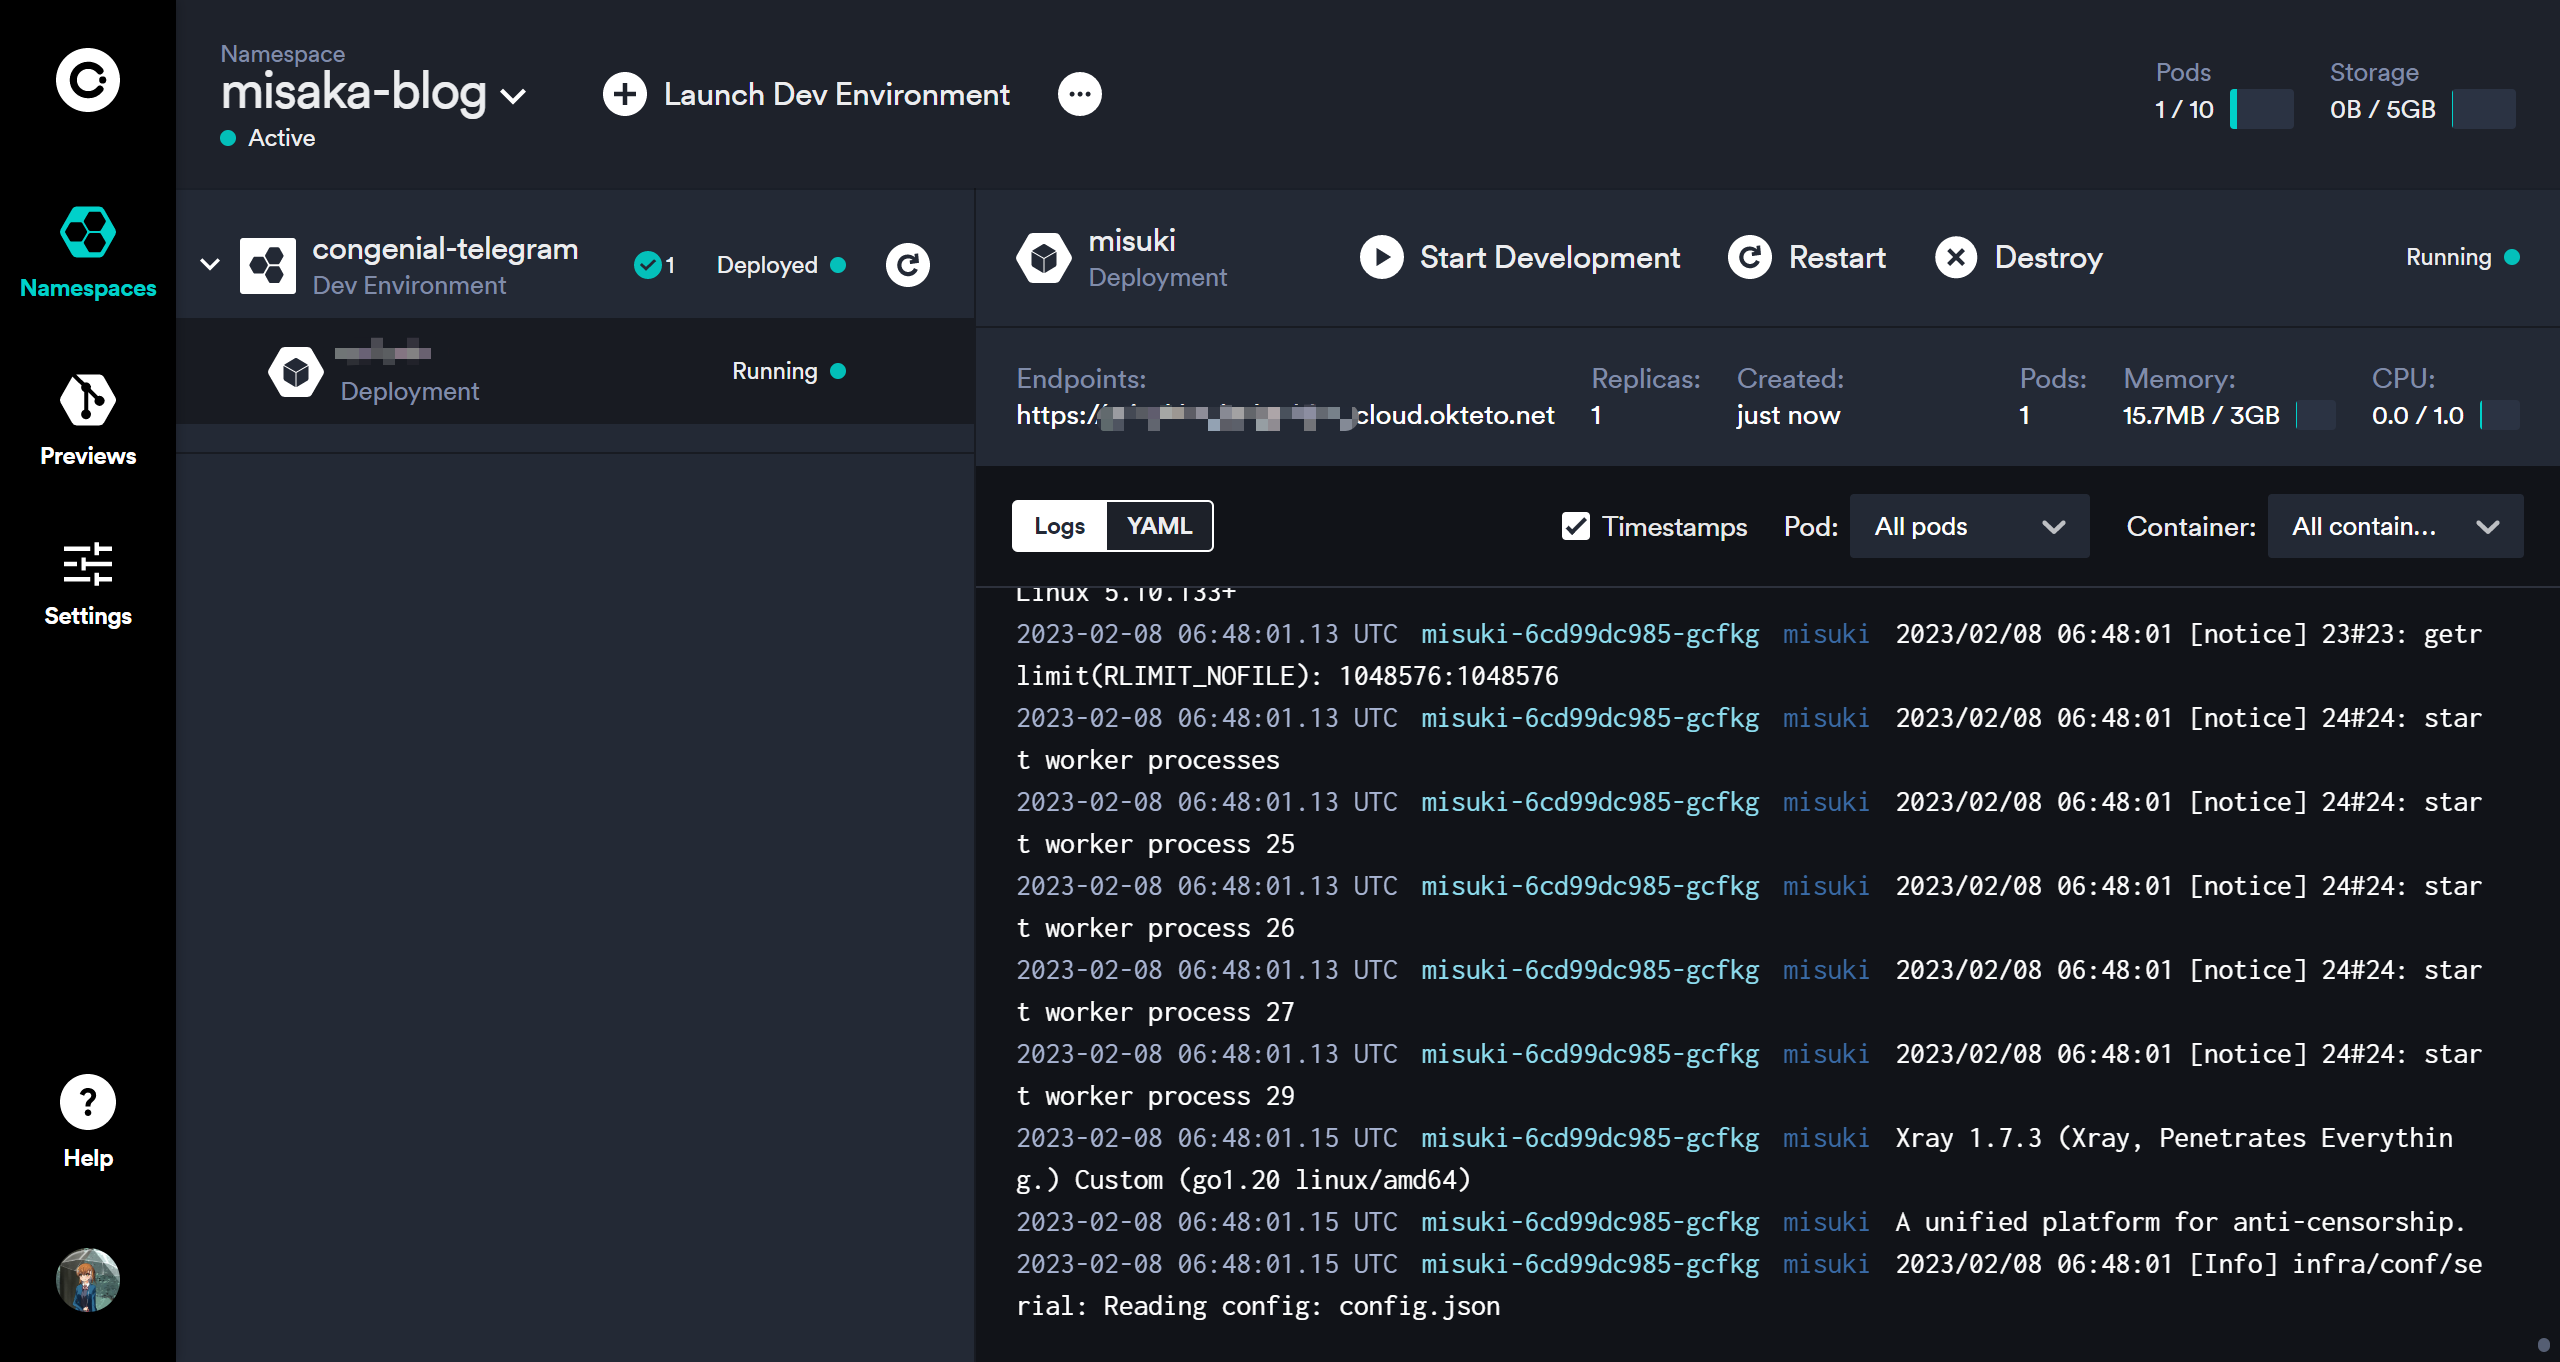 Namespace
misaka-blog
Active
Launch Dev Environment
Pods
1 / 10
Storage
0B / 5GB
Namespaces
Previews
Settings
Help
congenial-telegram
Dev Environment
1
Deployed
Deployment
Running
misuki
Deployment
Start Development
Restart
Destroy
Running
Endpoints:
https:// cloud.okteto.net
Replicas:
1
Created:
just now
Pods:
1
Memory:
15.7MB / 3GB
CPU:
0.0 / 1.0
Logs
YAML
Timestamps
Pod:
All pods
Container:
All contain...
Linux 5.10.133+
2023-02-08 06:48:01.13 UTC misuki-6cd99dc985-gcfkg misuki 2023/02/08 06:48:01 [notice] 23#23: getr
limit(RLIMIT_NOFILE): 1048576:1048576
2023-02-08 06:48:01.13 UTC misuki-6cd99dc985-gcfkg misuki 2023/02/08 06:48:01 [notice] 24#24: star
t worker processes
2023-02-08 06:48:01.13 UTC misuki-6cd99dc985-gcfkg misuki 2023/02/08 06:48:01 [notice] 24#24: star
t worker process 25
2023-02-08 06:48:01.13 UTC misuki-6cd99dc985-gcfkg misuki 2023/02/08 06:48:01 [notice] 24#24: star
t worker process 26
2023-02-08 06:48:01.13 UTC misuki-6cd99dc985-gcfkg misuki 2023/02/08 06:48:01 [notice] 24#24: star
t worker process 27
2023-02-08 06:48:01.13 UTC misuki-6cd99dc985-gcfkg misuki 2023/02/08 06:48:01 [notice] 24#24: star
t worker process 29
2023-02-08 06:48:01.15 UTC misuki-6cd99dc985-gcfkg misuki Xray 1.7.3 (Xray, Penetrates Everythin
g.) Custom (go1.20 linux/amd64)
2023-02-08 06:48:01.15 UTC misuki-6cd99dc985-gcfkg misuki A unified platform for anti-censorship.
2023-02-08 06:48:01.15 UTC misuki-6cd99dc985-gcfkg misuki 2023/02/08 06:48:01 [Info] infra/conf/se
rial: Reading config: config.json